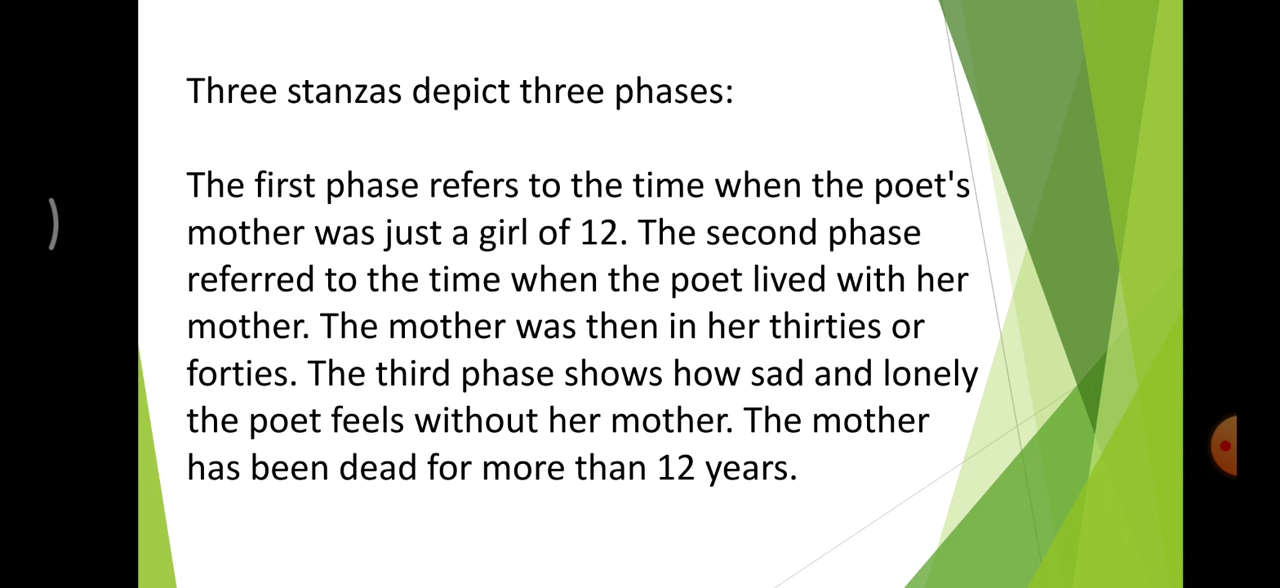 Three stanzas depict three phases:
The first phase refers to the time when the poet's
mother was just a girl of 12. The second phase
referred to the time when the poet lived with her
mother. The mother was then in her thirties or
forties. The third phase shows how sad and lonely
the poet feels without her mother. The mother
has been dead for more than 12 years.